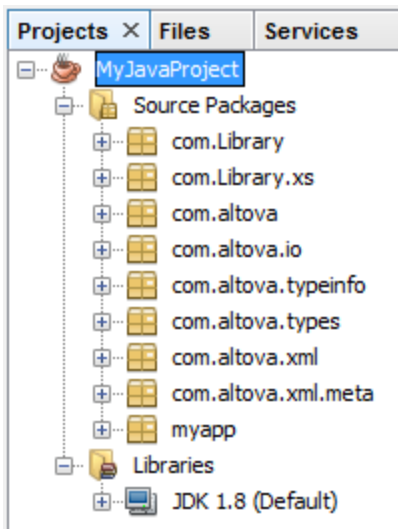 Projects Files Services
MyJavaProject
Source Packages
com.Library
com.Library.xs
com.altova
com.altova.io
com.altova.typeinfo
com.altova.types
com.altova.xml
com.altova.xml.meta
myapp
Libraries
JDK 1.8 (Default)